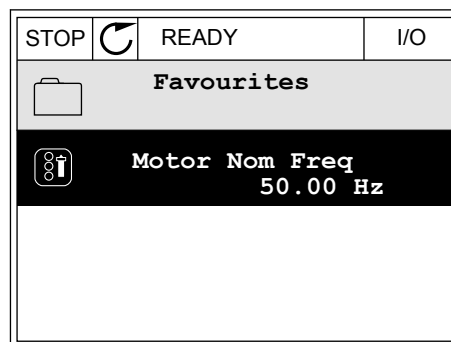 STOP READY I/O
Favourites
Motor Nom Freq
50.00 Hz